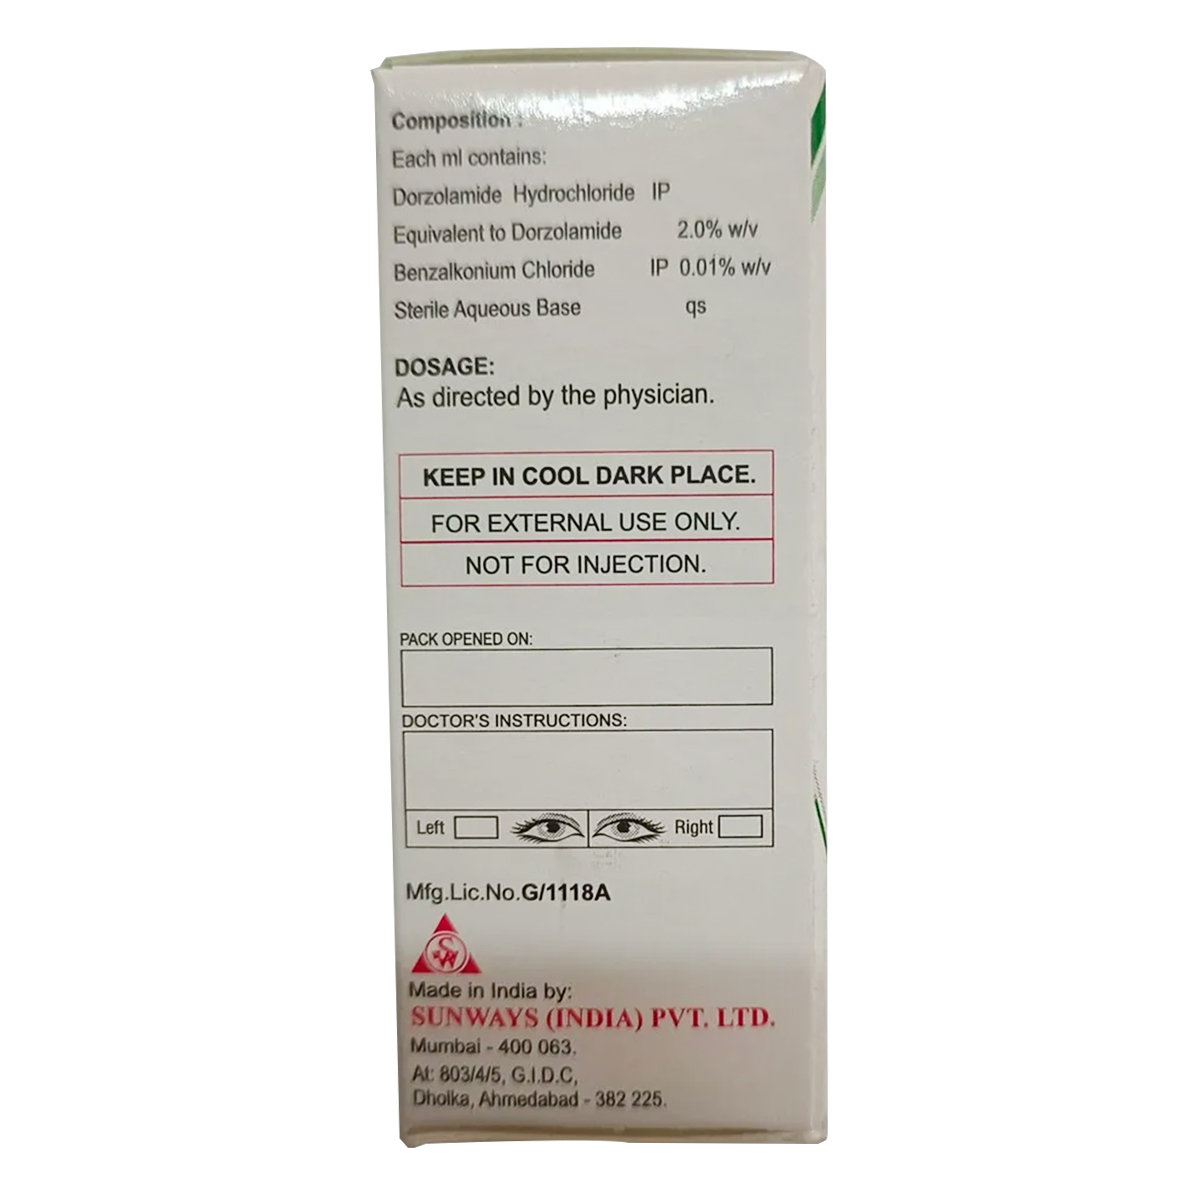 Composition :
Each ml contains:
Dorzolamide Hydrochloride IP
Equivalent to Dorzolamide 2.0% w/v
Benzalkonium Chloride IP 0.01% w/v
Sterile Aqueous Base qs
DOSAGE:
As directed by the physician.
KEEP IN COOL DARK PLACE.
FOR EXTERNAL USE ONLY.
NOT FOR INJECTION.
PACK OPENED ON:
DOCTOR'S INSTRUCTIONS:
Left Right
Mfg.Lic.No.G/1118A
SW
Made in India by:
SUNWAYS (INDIA) PVT. LTD.
Mumbai - 400 063.
At: 803/4/5, G.I.D.C,
Dholka, Ahmedabad - 382 225.